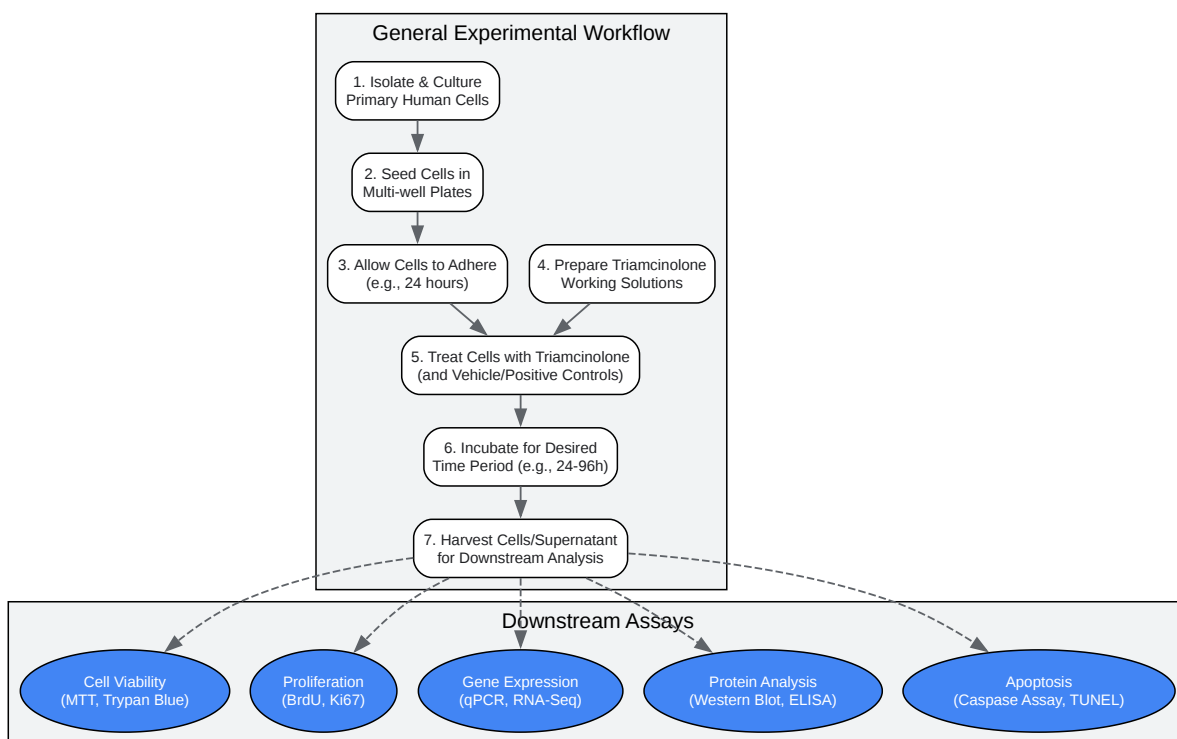 General Experimental Workflow
1. Isolate & Culture
Primary Human Cells
2. Seed Cells in
Multi-well Plates
3. Allow Cells to Adhere
(e.g., 24 hours)
4. Prepare Triamcinolone
Working Solutions
5. Treat Cells with Triamcinolone
(and Vehicle/Positive Controls)
6. Incubate for Desired
Time Period (e.g., 24-96h)
7. Harvest Cells/Supernatant
for Downstream Analysis
Downstream Assays
Cell Viability
(MTT, Trypan Blue)
Proliferation
(BrdU, Ki67)
Gene Expression
(qPCR, RNA-Seq)
Protein Analysis
(Western Blot, ELISA)
Apoptosis
(Caspase Assay, TUNEL)